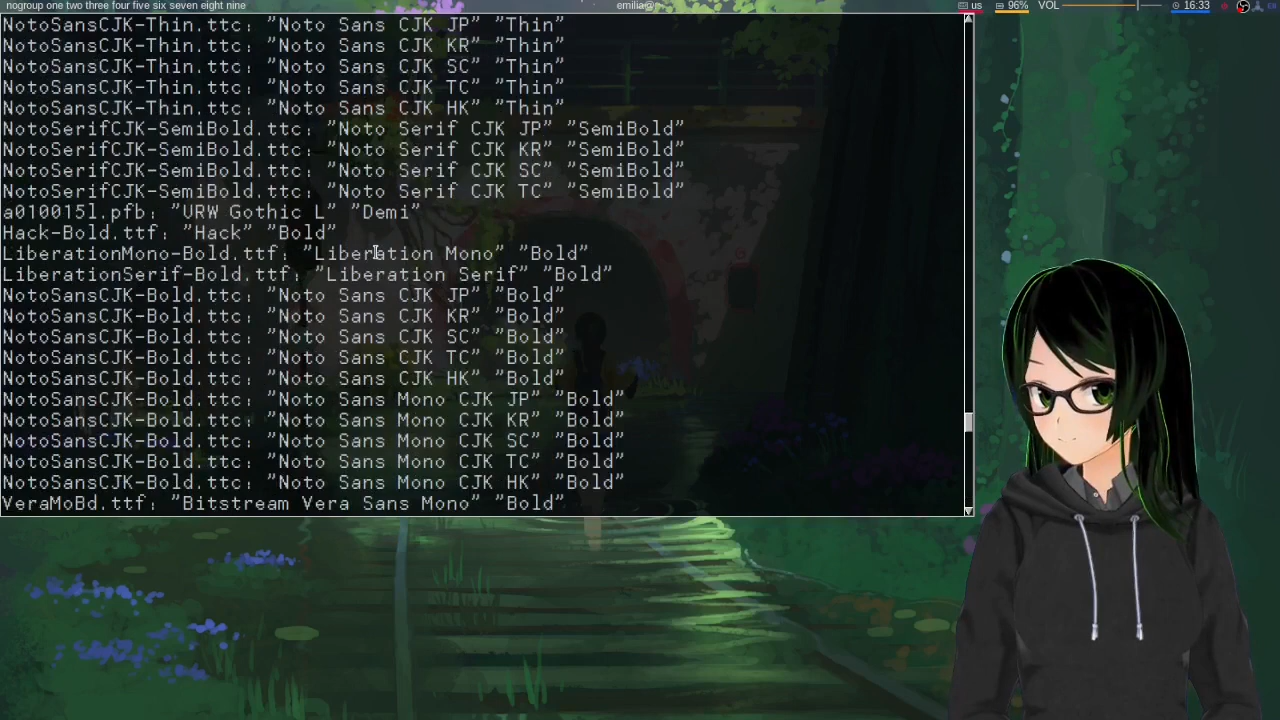 nogroup one two three four five six seven eight nine
emilia@
us
96%
VOL
16:33
NotoSansCJK-Thin.ttc: "Noto Sans CJK JP" "Thin"
NotoSansCJK-Thin.ttc: "Noto Sans CJK KR" "Thin"
NotoSansCJK-Thin.ttc: "Noto Sans CJK SC" "Thin"
NotoSansCJK-Thin.ttc: "Noto Sans CJK TC" "Thin"
NotoSansCJK-Thin.ttc: "Noto Sans CJK HK" "Thin"
NotoSerifCJK-SemiBold.ttc: "Noto Serif CJK JP" "SemiBold"
NotoSerifCJK-SemiBold.ttc: "Noto Serif CJK KR" "SemiBold"
NotoSerifCJK-SemiBold.ttc: "Noto Serif CJK SC" "SemiBold"
NotoSerifCJK-SemiBold.ttc: "Noto Serif CJK TC" "SemiBold"
a010015l.pfb: "URW Gothic L" "Demi"
Hack-Bold.ttf: "Hack" "Bold"
LiberationMono-Bold.ttf: "Liberation Mono" "Bold"
LiberationSerif-Bold.ttf: "Liberation Serif" "Bold"
NotoSansCJK-Bold.ttc: "Noto Sans CJK JP" "Bold"
NotoSansCJK-Bold.ttc: "Noto Sans CJK KR" "Bold"
NotoSansCJK-Bold.ttc: "Noto Sans CJK SC" "Bold"
NotoSansCJK-Bold.ttc: "Noto Sans CJK TC" "Bold"
NotoSansCJK-Bold.ttc: "Noto Sans CJK HK" "Bold"
NotoSansCJK-Bold.ttc: "Noto Sans Mono CJK JP" "Bold"
NotoSansCJK-Bold.ttc: "Noto Sans Mono CJK KR" "Bold"
NotoSansCJK-Bold.ttc: "Noto Sans Mono CJK SC" "Bold"
NotoSansCJK-Bold.ttc: "Noto Sans Mono CJK TC" "Bold"
NotoSansCJK-Bold.ttc: "Noto Sans Mono CJK HK" "Bold"
VeraMoBd.ttf: "Bitstream Vera Sans Mono" "Bold"